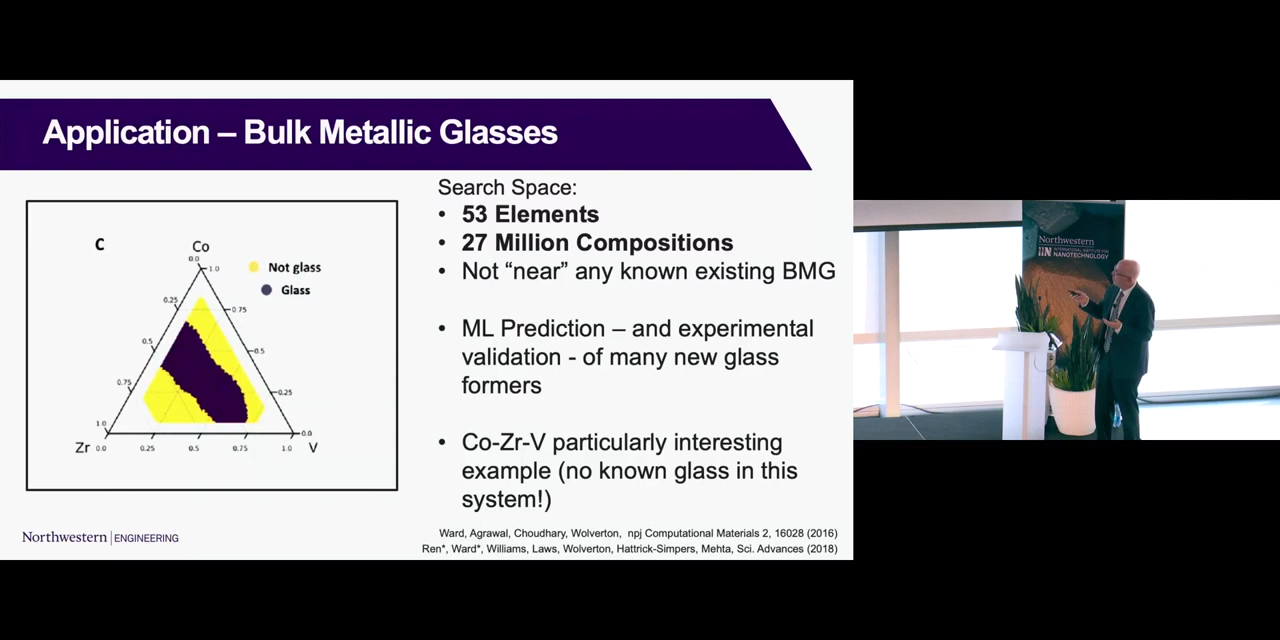 Application – Bulk Metallic Glasses
C
Co
Not glass
Glass
0.0
1.0
0.25
0.75
0.5
0.5
0.75
0.25
1.0
0.0
Zr
0.0
0.25
0.5
0.75
1.0
V
Search Space:
• 53 Elements
• 27 Million Compositions
• Not “near” any known existing BMG
• ML Prediction – and experimental
validation - of many new glass
formers
• Co-Zr-V particularly interesting
example (no known glass in this
system!)
Northwestern | ENGINEERING
Ward, Agrawal, Choudhary, Wolverton, npj Computational Materials 2, 16028 (2016)
Ren*, Ward*, Williams, Laws, Wolverton, Hattrick-Simpers, Mehta, Sci. Advances (2018)
Northwestern
INTERNATIONAL INSTITUTE FOR
NANOTECHNOLOGY